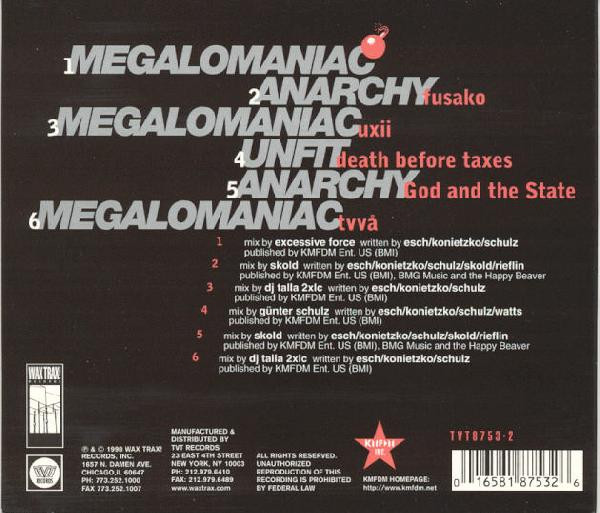 1 MEGALOMANIAC
2 ANARCHY fusako
3 MEGALOMANIAC uxii
4 UNFIT death before taxes
5 ANARCHY God and the State
6 MEGALOMANIAC tvvå
1 mix by excessive force written by esch/konietzko/schulz
published by KMFDM Ent. US (BMI)
2 mix by skold written by esch/konietzko/schulz/skold/rieflin
published by KMFDM Ent. US (BMI), BMG Music and the Happy Beaver
3 mix by dj talla 2xlc written by esch/konietzko/schulz
published by KMFDM Ent. US (BMI)
4 mix by günter schulz written by esch/konietzko/schulz/watts
published by KMFDM Ent. US (BMI)
5 mix by skold written by esch/konietzko/schulz/skold/rieflin
published by KMFDM Ent. US (BMI), BMG Music and the Happy Beaver
6 mix by dj talla 2xlc written by esch/konietzko/schulz
published by KMFDM Ent. US (BMI)
WAX TRAX
RECORDS
℗ & © 1998 WAX TRAX!
RECORDS, INC.
1657 N. DAMEN AVE.
CHICAGO,IL 60647
PH: 773.252.1000
FAX 773.252.1007
TVT
RECORDS
MANUFACTURED &
DISTRIBUTED BY
TVT RECORDS
23 EAST 4TH STREET
NEW YORK, NY 10003
PH: 212.979.6410
FAX: 212.979.6489
www.waxtrax.com
ALL RIGHTS RESERVED.
UNAUTHORIZED
REPRODUCTION OF THIS
RECORDING IS PROHIBITED
BY FEDERAL LAW
KMFDM
INC.
KMFDM HOMEPAGE:
http://www.kmfdm.net
TVT8753-2
0 16581 87532 6